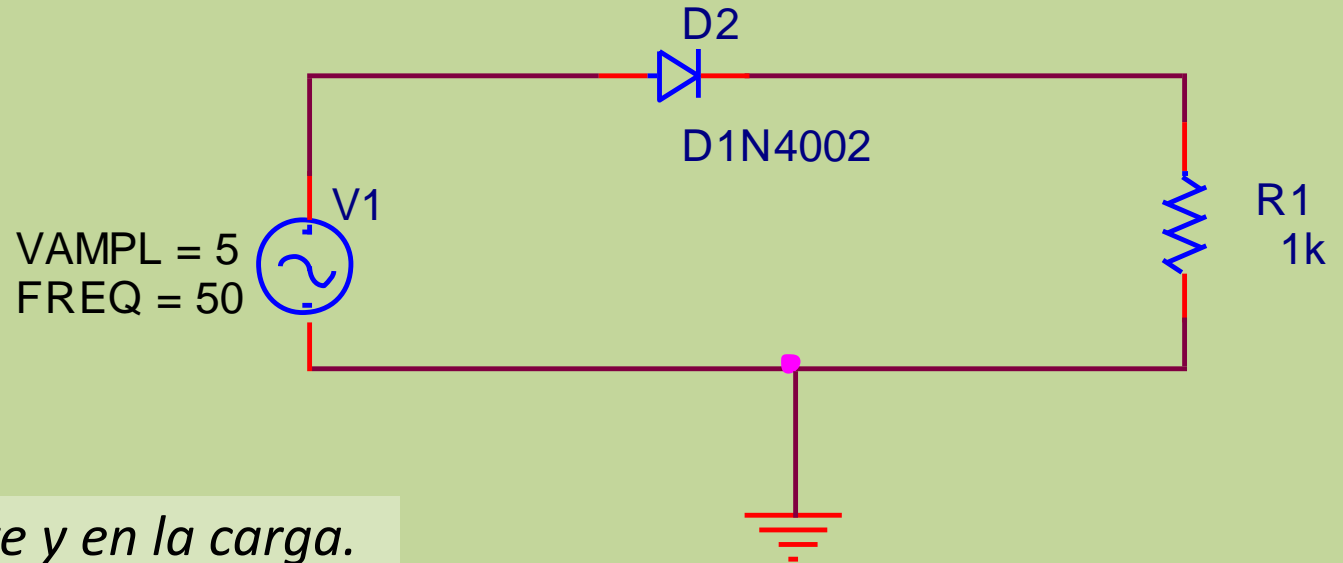 D2
D1N4002
V1
VAMPL = 5
FREQ = 50
R1
1k
y en la carga.